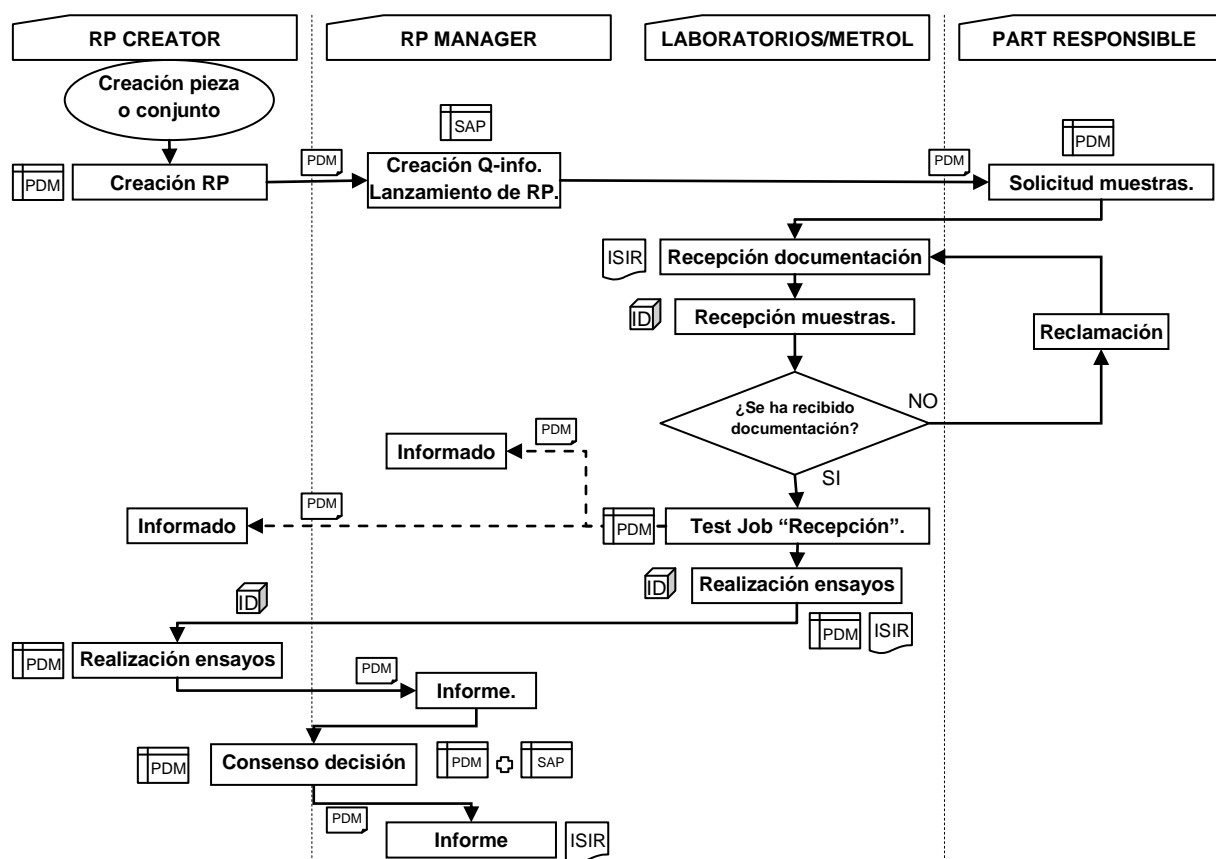 RP CREATOR
RP MANAGER
LABORATORIOS/METROL
PART RESPONSIBLE
Creación pieza
o conjunto
SAP
PDM
PDM
Creación RP
PDM
Creación Q-info.
Lanzamiento de RP.
PDM
Solicitud muestras.
ISIR
Recepción documentación
ID
Recepción muestras.
Reclamación
¿Se ha recibido
documentación?
NO
PDM
Informado
SI
PDM
Informado
PDM
Test Job “Recepción”.
ID
Realización ensayos
ID
PDM
ISIR
PDM
Realización ensayos
PDM
Informe.
PDM
Consenso decisión
PDM
SAP
PDM
Informe
ISIR